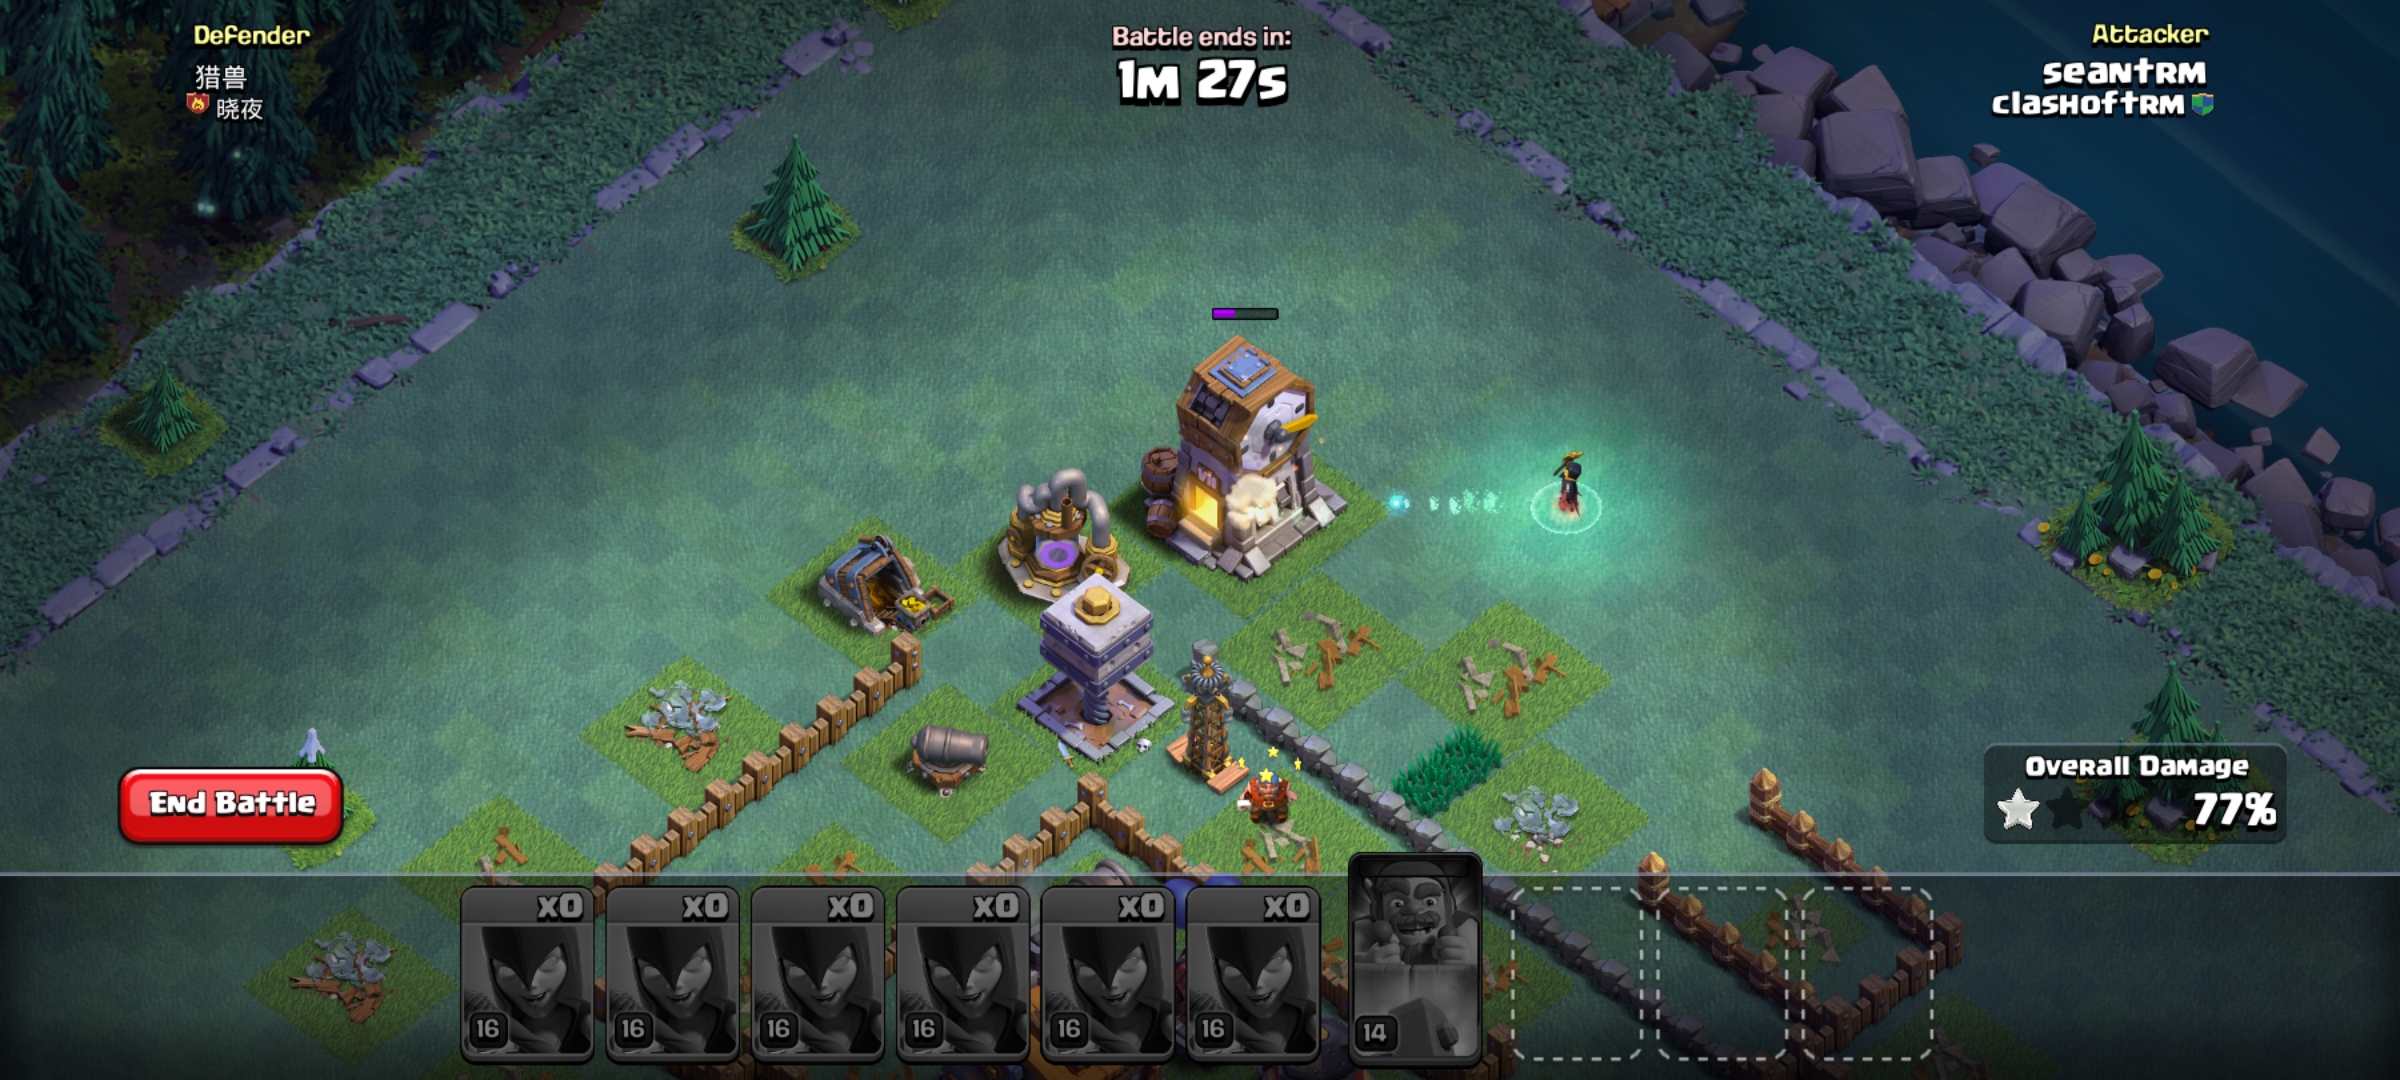 Defender
猎兽
晓夜
Battle ends in:
1m 27s
Attacker
seantrm
clashoftrm
End Battle
Overall Damage
77%
x0
x0
x0
x0
x0
x0
16
16
16
16
16
16
14